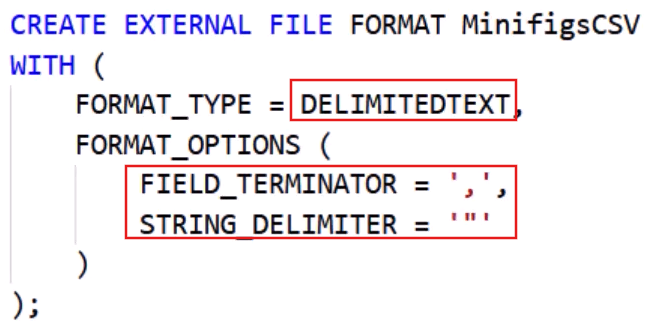 CREATE EXTERNAL FILE FORMAT MinifigsCSV
WITH (
    FORMAT_TYPE = DELIMITEDTEXT,
    FORMAT_OPTIONS (
        FIELD_TERMINATOR = ',',
        STRING_DELIMITER = '"'
    )
);